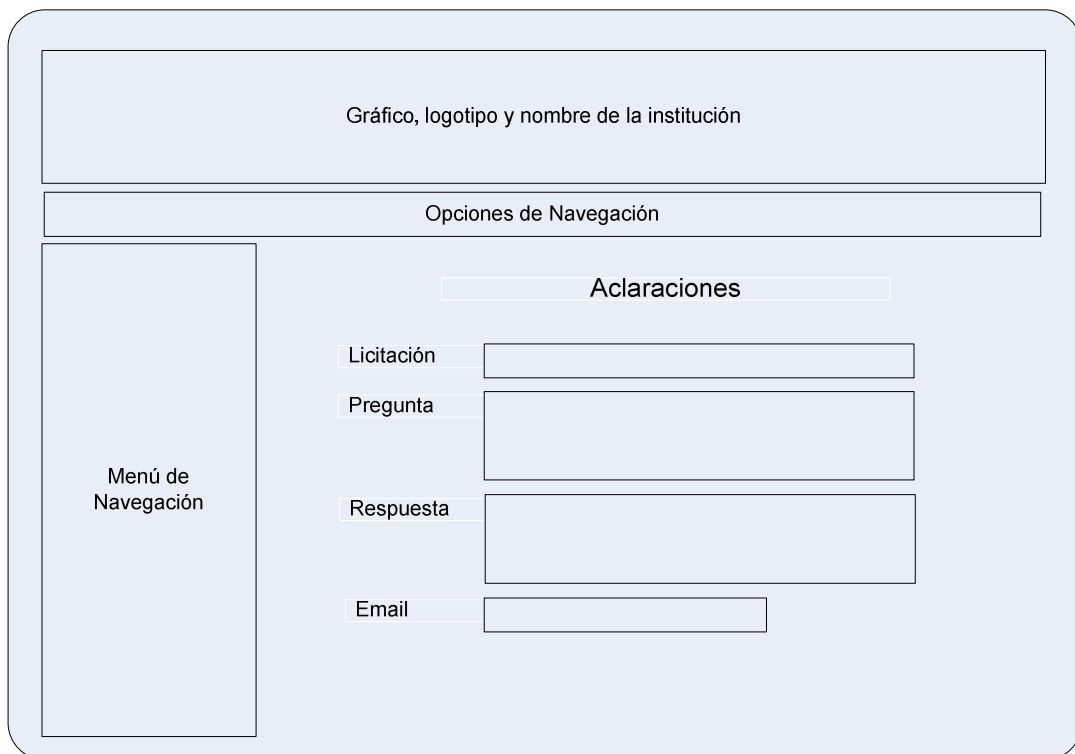 Gráfico, logotipo y nombre de la institución
Opciones de Navegación
Aclaraciones
Licitación
Pregunta
Menú de
Navegación
Respuesta
Email